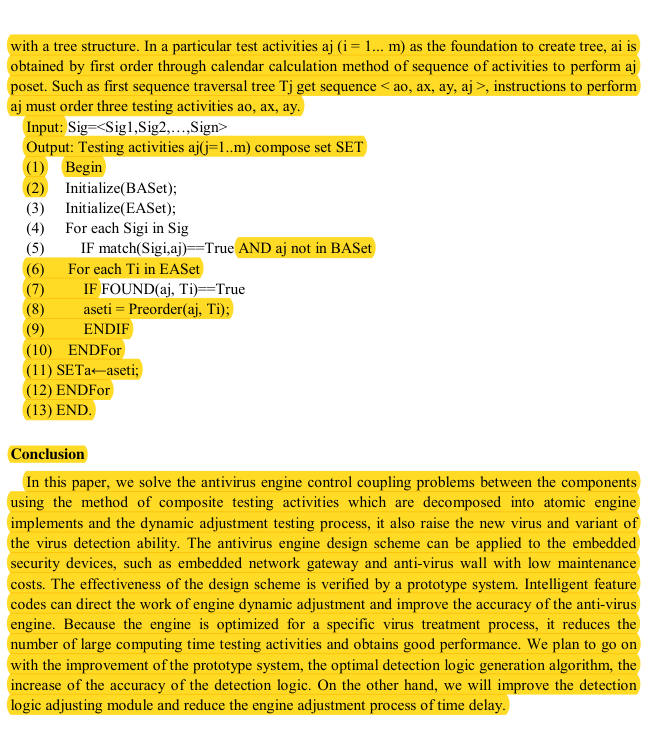 with a tree structure. In a particular test activities aj (i = 1... m) as the foundation to create tree, ai is
obtained by first order through calendar calculation method of sequence of activities to perform aj
poset. Such as first sequence traversal tree Tj get sequence < ao, ax, ay, aj >, instructions to perform
aj must order three testing activities ao, ax, ay.
Input: Sig=<Sig1,Sig2,…,Sign>
Output: Testing activities aj(j=1..m) compose set SET
(1) Begin
(2) Initialize(BASet);
(3) Initialize(EASet);
(4) For each Sigi in Sig
(5) IF match(Sigi,aj)==True AND aj not in BASet
(6) For each Ti in EASet
(7) IF FOUND(aj, Ti)==True
(8) aseti = Preorder(aj, Ti);
(9) ENDIF
(10) ENDFor
(11) SETa←aseti;
(12) ENDFor
(13) END.
Conclusion
In this paper, we solve the antivirus engine control coupling problems between the components
using the method of composite testing activities which are decomposed into atomic engine
implements and the dynamic adjustment testing process, it also raise the new virus and variant of
the virus detection ability. The antivirus engine design scheme can be applied to the embedded
security devices, such as embedded network gateway and anti-virus wall with low maintenance
costs. The effectiveness of the design scheme is verified by a prototype system. Intelligent feature
codes can direct the work of engine dynamic adjustment and improve the accuracy of the anti-virus
engine. Because the engine is optimized for a specific virus treatment process, it reduces the
number of large computing time testing activities and obtains good performance. We plan to go on
with the improvement of the prototype system, the optimal detection logic generation algorithm, the
increase of the accuracy of the detection logic. On the other hand, we will improve the detection
logic adjusting module and reduce the engine adjustment process of time delay.